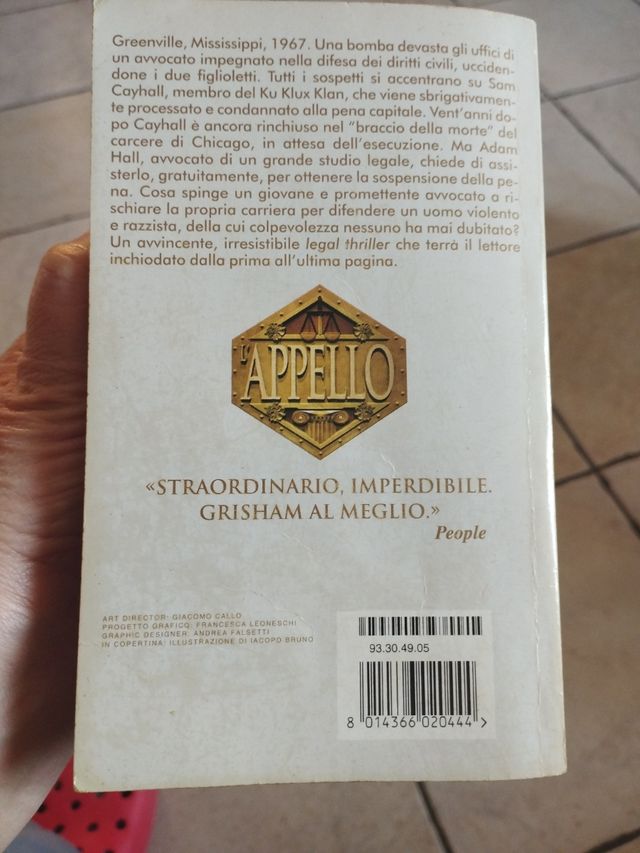 Greenville, Mississippi, 1967. Una bomba devasta gli uffici di
un avvocato impegnato nella difesa dei diritti civili, ucciden-
done i due figlioletti. Tutti i sospetti si accentrano su Sam
Cayhall, membro del Ku Klux Klan, che viene sbrigativamen-
te processato e condannato alla pena capitale. Vent'anni do-
po Cayhall è ancora rinchiuso nel "braccio della morte" del
carcere di Chicago, in attesa dell'esecuzione. Ma Adam
Hall, avvocato di un grande studio legale, chiede di assi-
sterlo, gratuitamente, per ottenere la sospensione della pe-
na. Cosa spinge un giovane e promettente avvocato a ri-
schiare la propria carriera per difendere un uomo violento
e razzista, della cui colpevolezza nessuno ha mai dubitato?
Un avvincente, irresistibile legal thriller che terrà il lettore
inchiodato dalla prima all'ultima pagina.
L'APPELLO
«STRAORDINARIO, IMPERDIBILE.
GRISHAM AL MEGLIO.»
People
ART DIRECTOR: GIACOMO CALLO
PROGETTO GRAFICO: FRANCESCA LEONESCHI
GRAPHIC DESIGNER: ANDREA FALSETTI
IN COPERTINA: ILLUSTRAZIONE DI IACOPO BRUNO
93.30.49.05
8 014366 020444 >